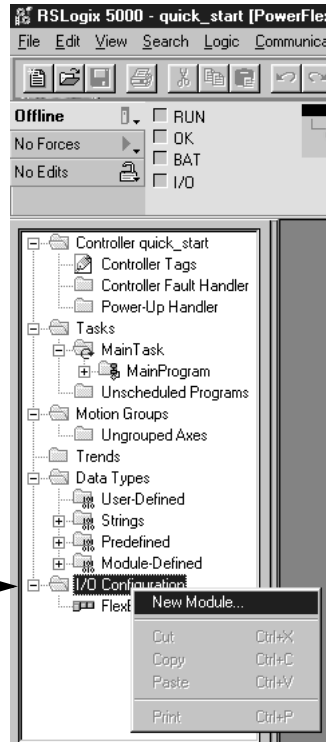 RSLogix 5000 - quick_start [PowerFlex
File Edit View Search Logic Communica
Offline RUN
No Forces OK
No Edits BAT
I/O
Controller quick_start
Controller Tags
Controller Fault Handler
Power-Up Handler
Tasks
MainTask
MainProgram
Unscheduled Programs
Motion Groups
Ungrouped Axes
Trends
Data Types
User-Defined
Strings
Predefined
Module-Defined
I/O Configuration
New Module...
Cut Ctrl+X
Copy Ctrl+C
Paste Ctrl+V
Print Ctrl+P